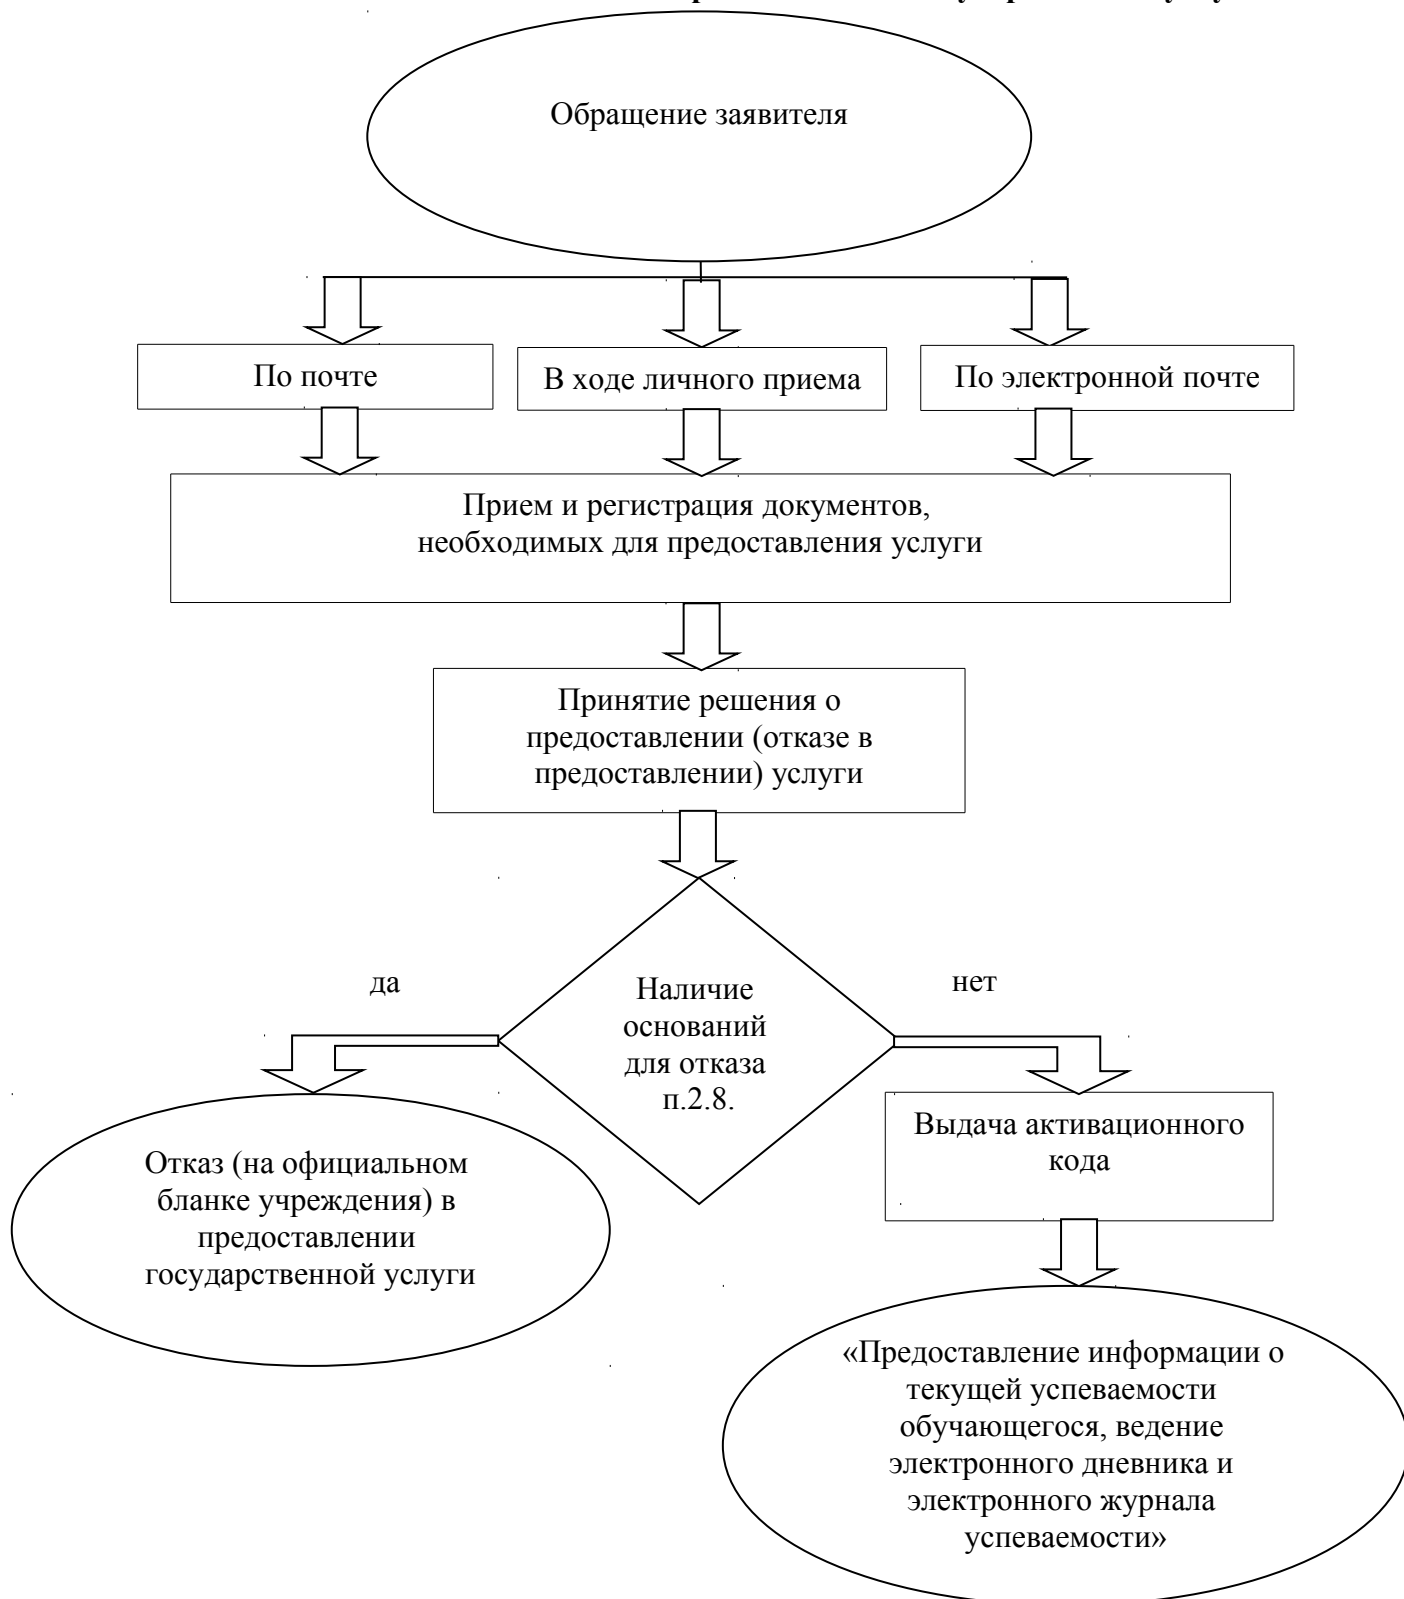 Обращение заявителя
По почте
В ходе личного приема
По электронной почте
Прием и регистрация документов,
необходимых для предоставления услуги
Принятие решения о
предоставлении (отказе в
предоставлении) услуги
да
нет
Наличие
оснований
для отказа
п.2.8.
Отказ (на официальном
бланке учреждения) в
предоставлении
государственной услуги
Выдача активационного
кода
«Предоставление информации о
текущей успеваемости
обучающегося, ведение
электронного дневника и
электронного журнала
успеваемости»